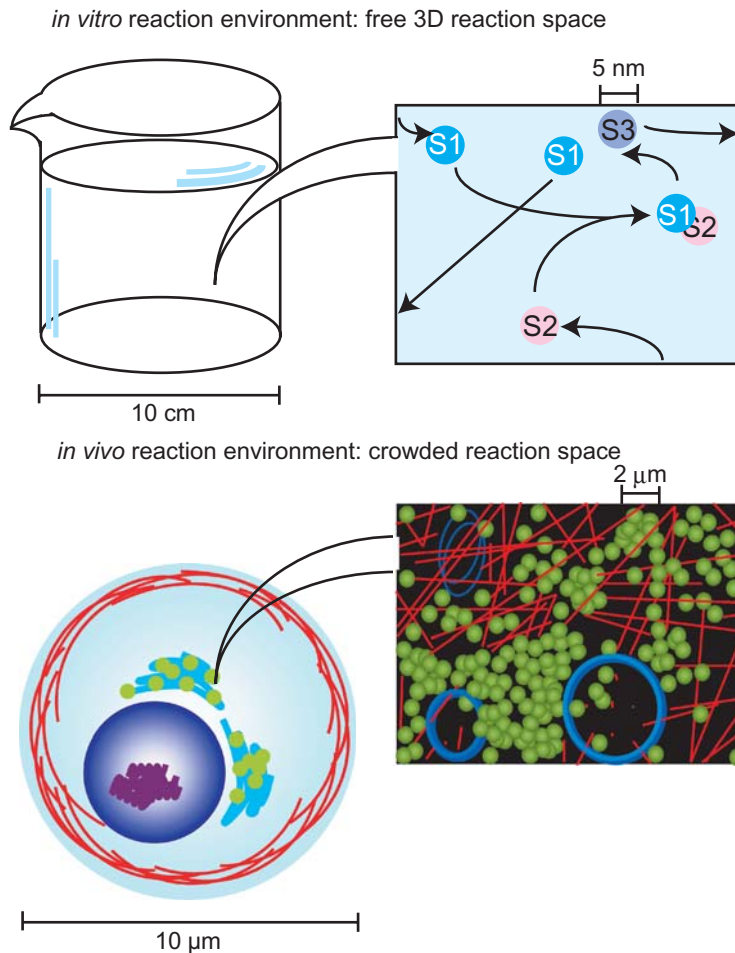 in vitro reaction environment: free 3D reaction space
5 nm
S1
S1
S3
S1
S2
S2
10 cm
in vivo reaction environment: crowded reaction space
2 μm
10 μm